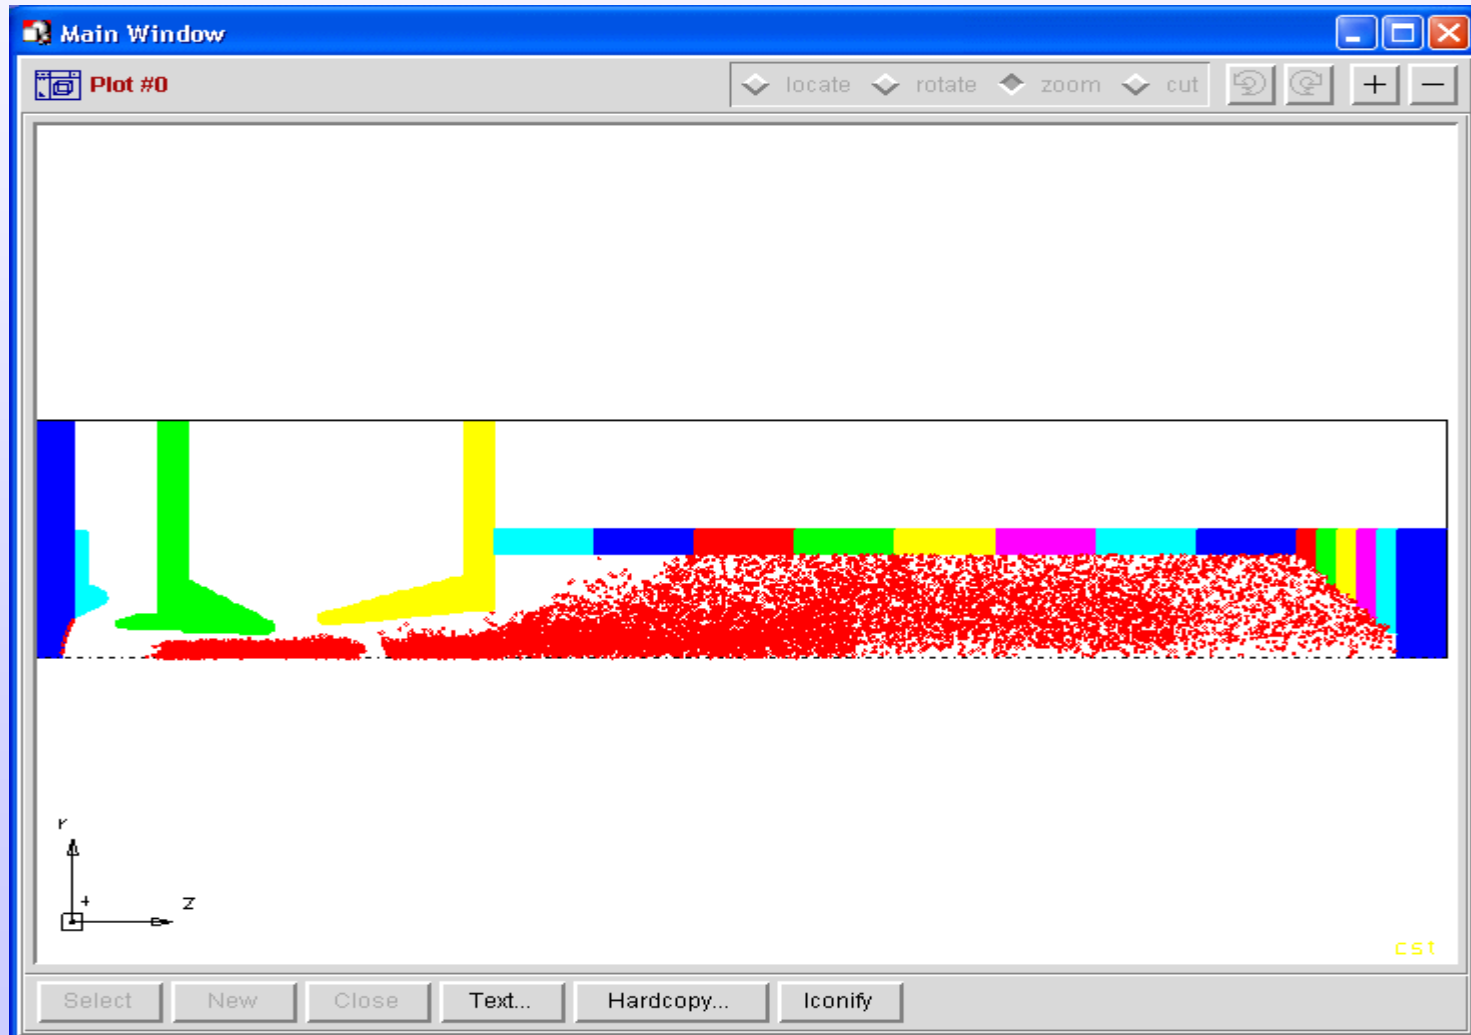 Main Window
Plot #0
locate rotate zoom cut
r
z
cst
Select New Close Text... Hardcopy... Iconify